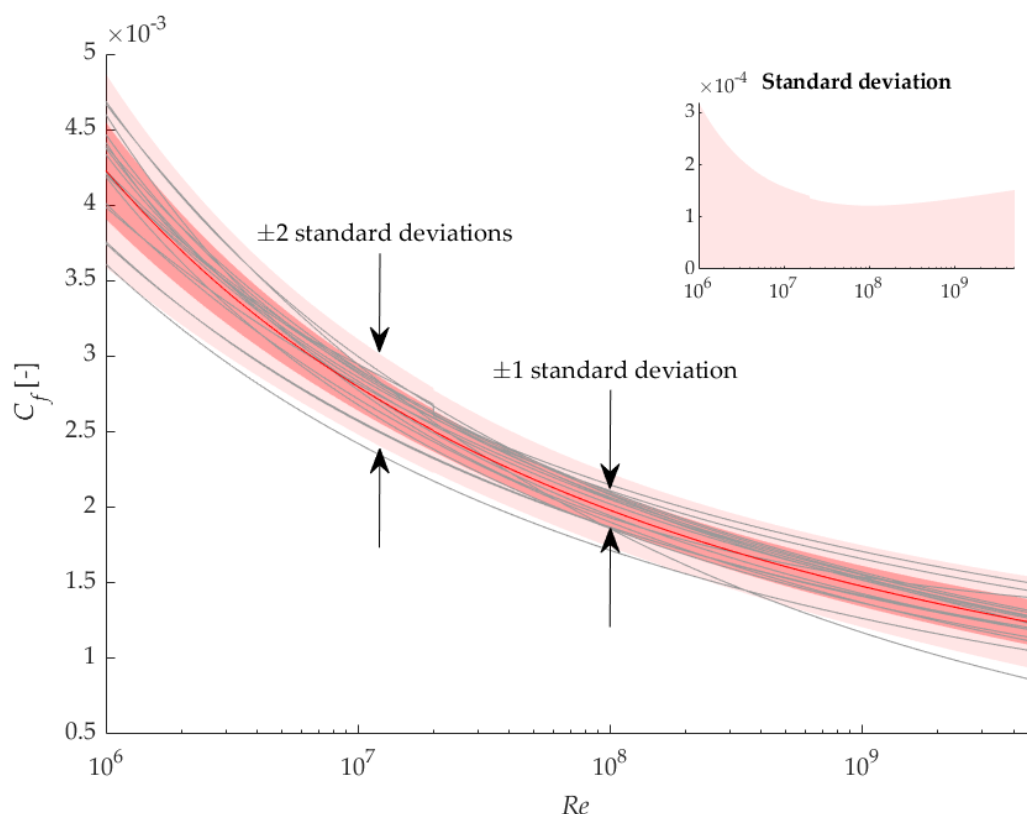 ×10⁻³
5
4.5
4
3.5
3
2.5
2
1.5
1
0.5
C_f [-]
10⁶ 10⁷ 10⁸ 10⁹
Re
±2 standard deviations
±1 standard deviation
×10⁻⁴ Standard deviation
3
2
1
0
10⁶ 10⁷ 10⁸ 10⁹